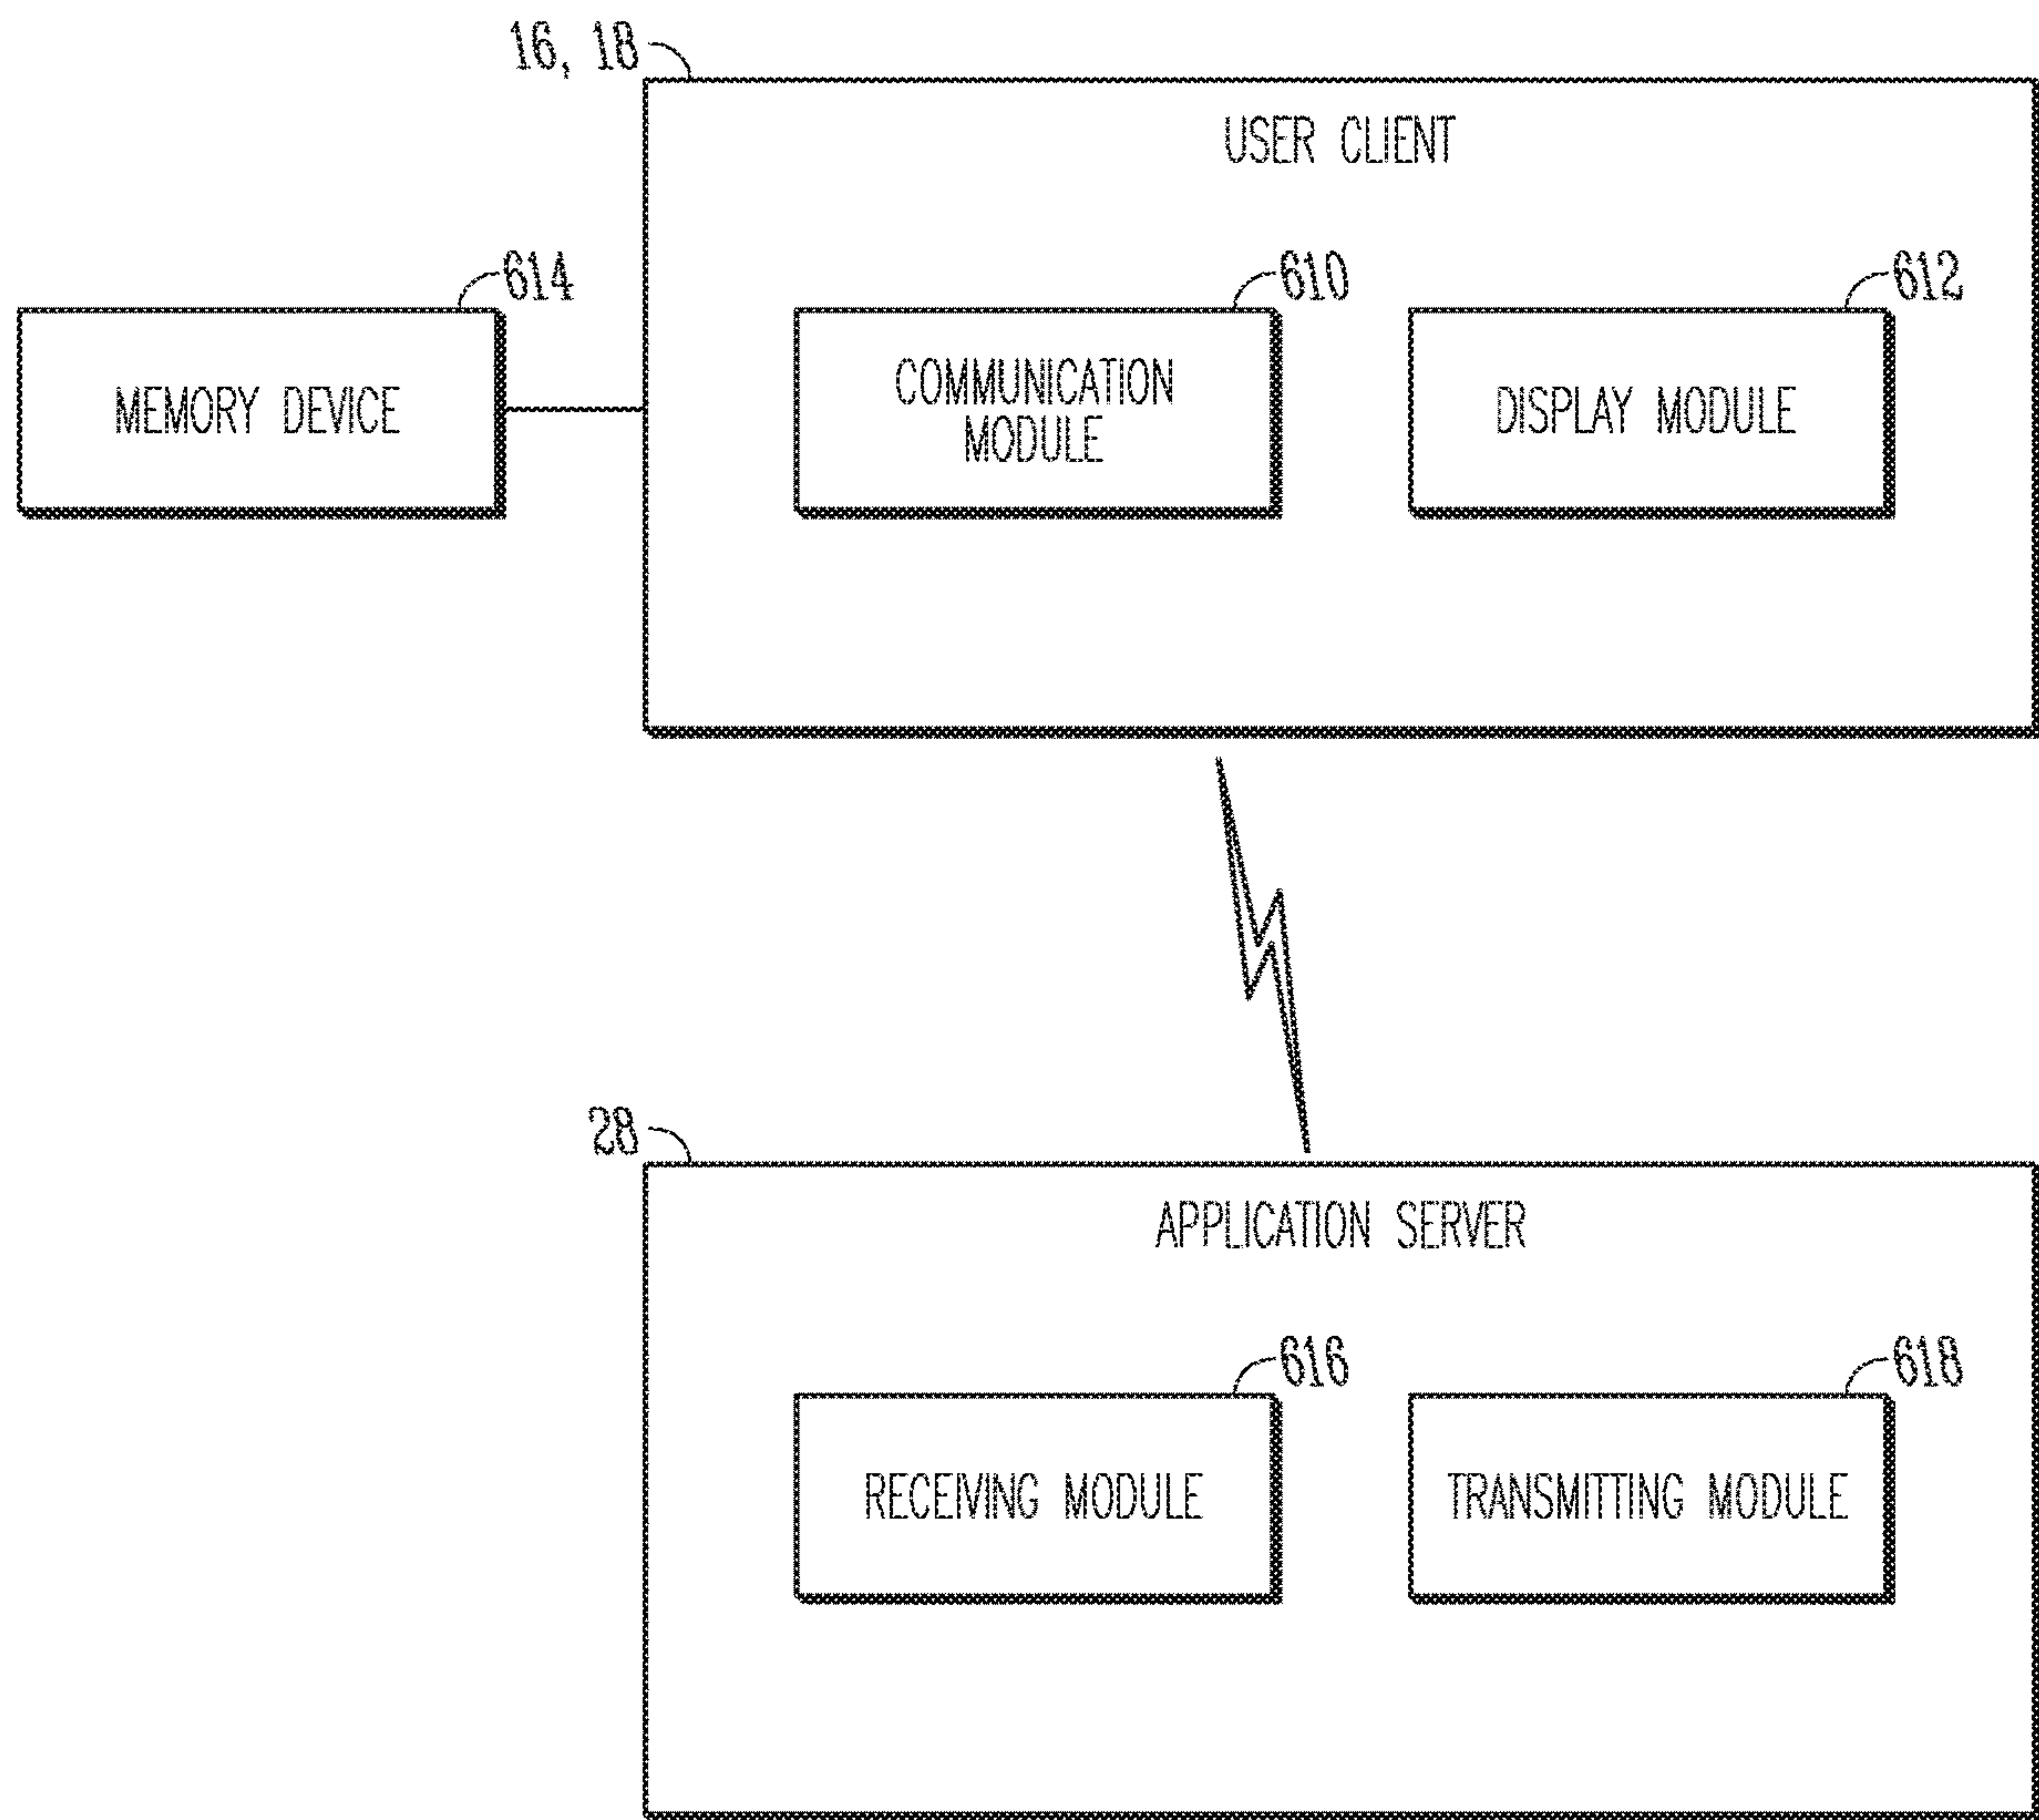 16, 18
USER CLIENT
614
610
612
MEMORY DEVICE
COMMUNICATION
MODULE
DISPLAY MODULE
28
APPLICATION SERVER
616
618
RECEIVING MODULE
TRANSMITTING MODULE